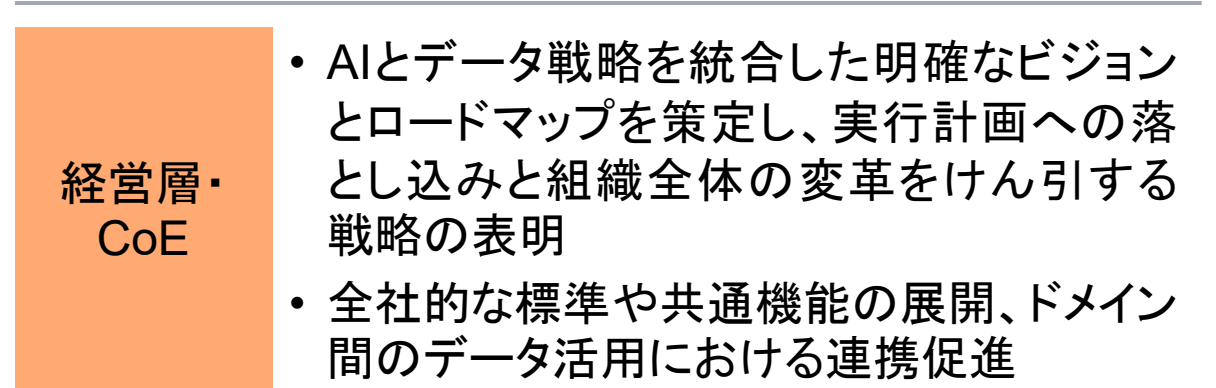 経営層・
CoE
• AIとデータ戦略を統合した明確なビジョン
とロードマップを策定し、実行計画への落
とし込みと組織全体の変革をけん引する
戦略の表明
• 全社的な標準や共通機能の展開、ドメイン
間のデータ活用における連携促進